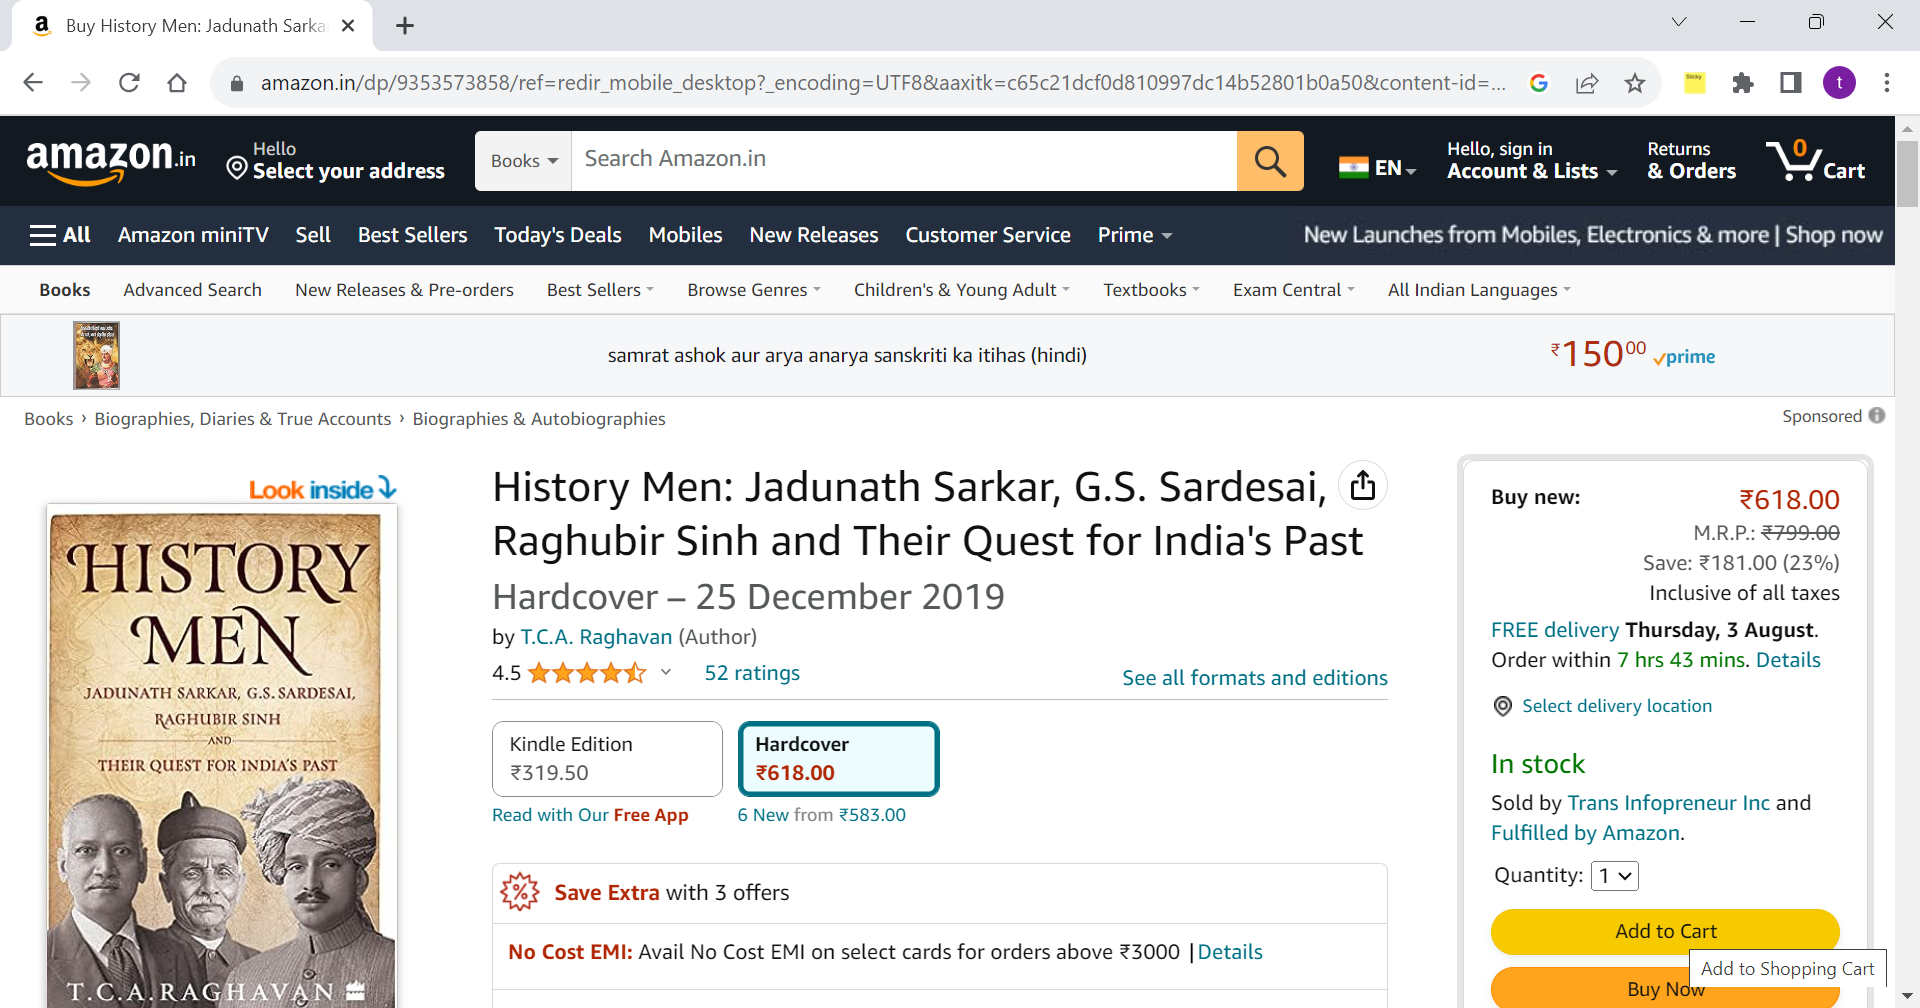 Buy History Men: Jadunath Sarka
amazon.in/dp/9353573858/ref=redir_mobile_desktop?_encoding=UTF8&aaxitk=c65c21dcf0d810997dc14b52801b0a50&content-id=...
Sticky
t
amazon.in
Hello
Select your address
Books
Search Amazon.in
EN
Hello, sign in
Account & Lists
Returns
& Orders
0
Cart
All
Amazon miniTV
Sell
Best Sellers
Today's Deals
Mobiles
New Releases
Customer Service
Prime
New Launches from Mobiles, Electronics & more | Shop now
Books
Advanced Search
New Releases & Pre-orders
Best Sellers
Browse Genres
Children's & Young Adult
Textbooks
Exam Central
All Indian Languages
samrat ashok aur arya anarya sanskriti ka itihas (hindi)
₹15000 prime
Books › Biographies, Diaries & True Accounts › Biographies & Autobiographies
Sponsored
Look inside
HISTORY
MEN
JADUNATH SARKAR, G.S. SARDESAI,
RAGHUBIR SINH
AND
THEIR QUEST FOR INDIA'S PAST
T.C.A.RAGHAVAN
History Men: Jadunath Sarkar, G.S. Sardesai,
Raghubir Sinh and Their Quest for India's Past
Hardcover – 25 December 2019
by T.C.A. Raghavan (Author)
4.5
52 ratings
See all formats and editions
Kindle Edition
₹319.50
Hardcover
₹618.00
Read with Our Free App
6 New from ₹583.00
Save Extra with 3 offers
No Cost EMI: Avail No Cost EMI on select cards for orders above ₹3000 | Details
Buy new:
₹618.00
M.R.P.: ₹799.00
Save: ₹181.00 (23%)
Inclusive of all taxes
FREE delivery Thursday, 3 August.
Order within 7 hrs 43 mins. Details
Select delivery location
In stock
Sold by Trans Infopreneur Inc and
Fulfilled by Amazon.
Quantity: 1
Add to Cart
Add to Shopping Cart
Buy Now